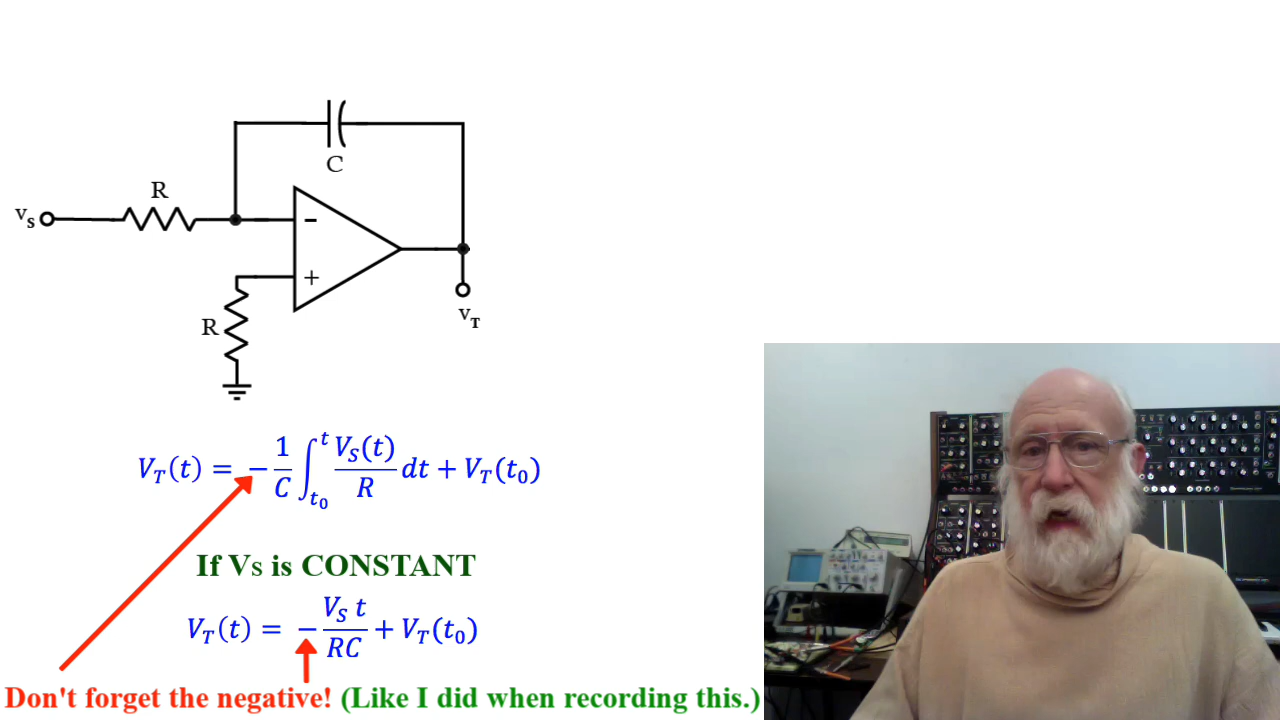 C
R
v_S
−
+
R
v_T
V_T(t) = − 1/C ∫_{t_0}^{t} V_S(t)/R dt + V_T(t_0)
If Vs is CONSTANT
V_T(t) = − V_S t/RC + V_T(t_0)
Don't forget the negative! (Like I did when recording this.)